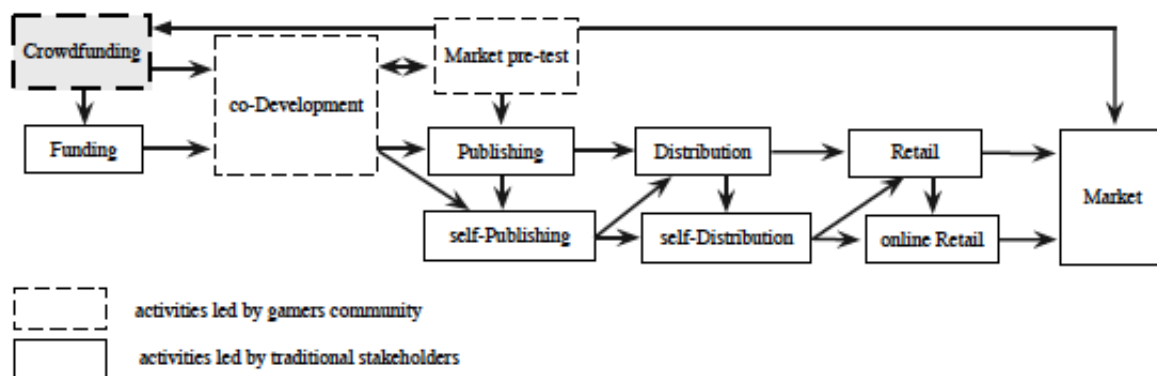 Crowdfunding
Market pre-test
co-Development
Funding
Publishing
Distribution
Retail
Market
self-Publishing
self-Distribution
online Retail
activities led by gamers community
activities led by traditional stakeholders